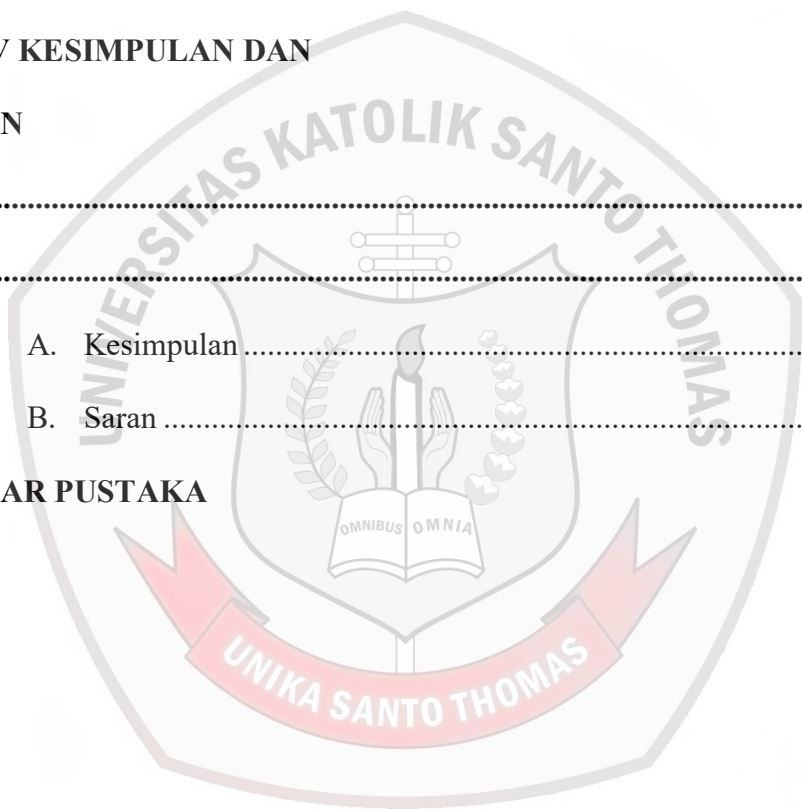 V KESIMPULAN DAN
N
...........................................................................................................
...........................................................................................................
A. Kesimpulan......................................................................
B. Saran ................................................................................
AR PUSTAKA
UNIVERSITAS KATOLIK SANTO THOMAS
OMNIBUS OMNIA
UNIKA SANTO THOMAS